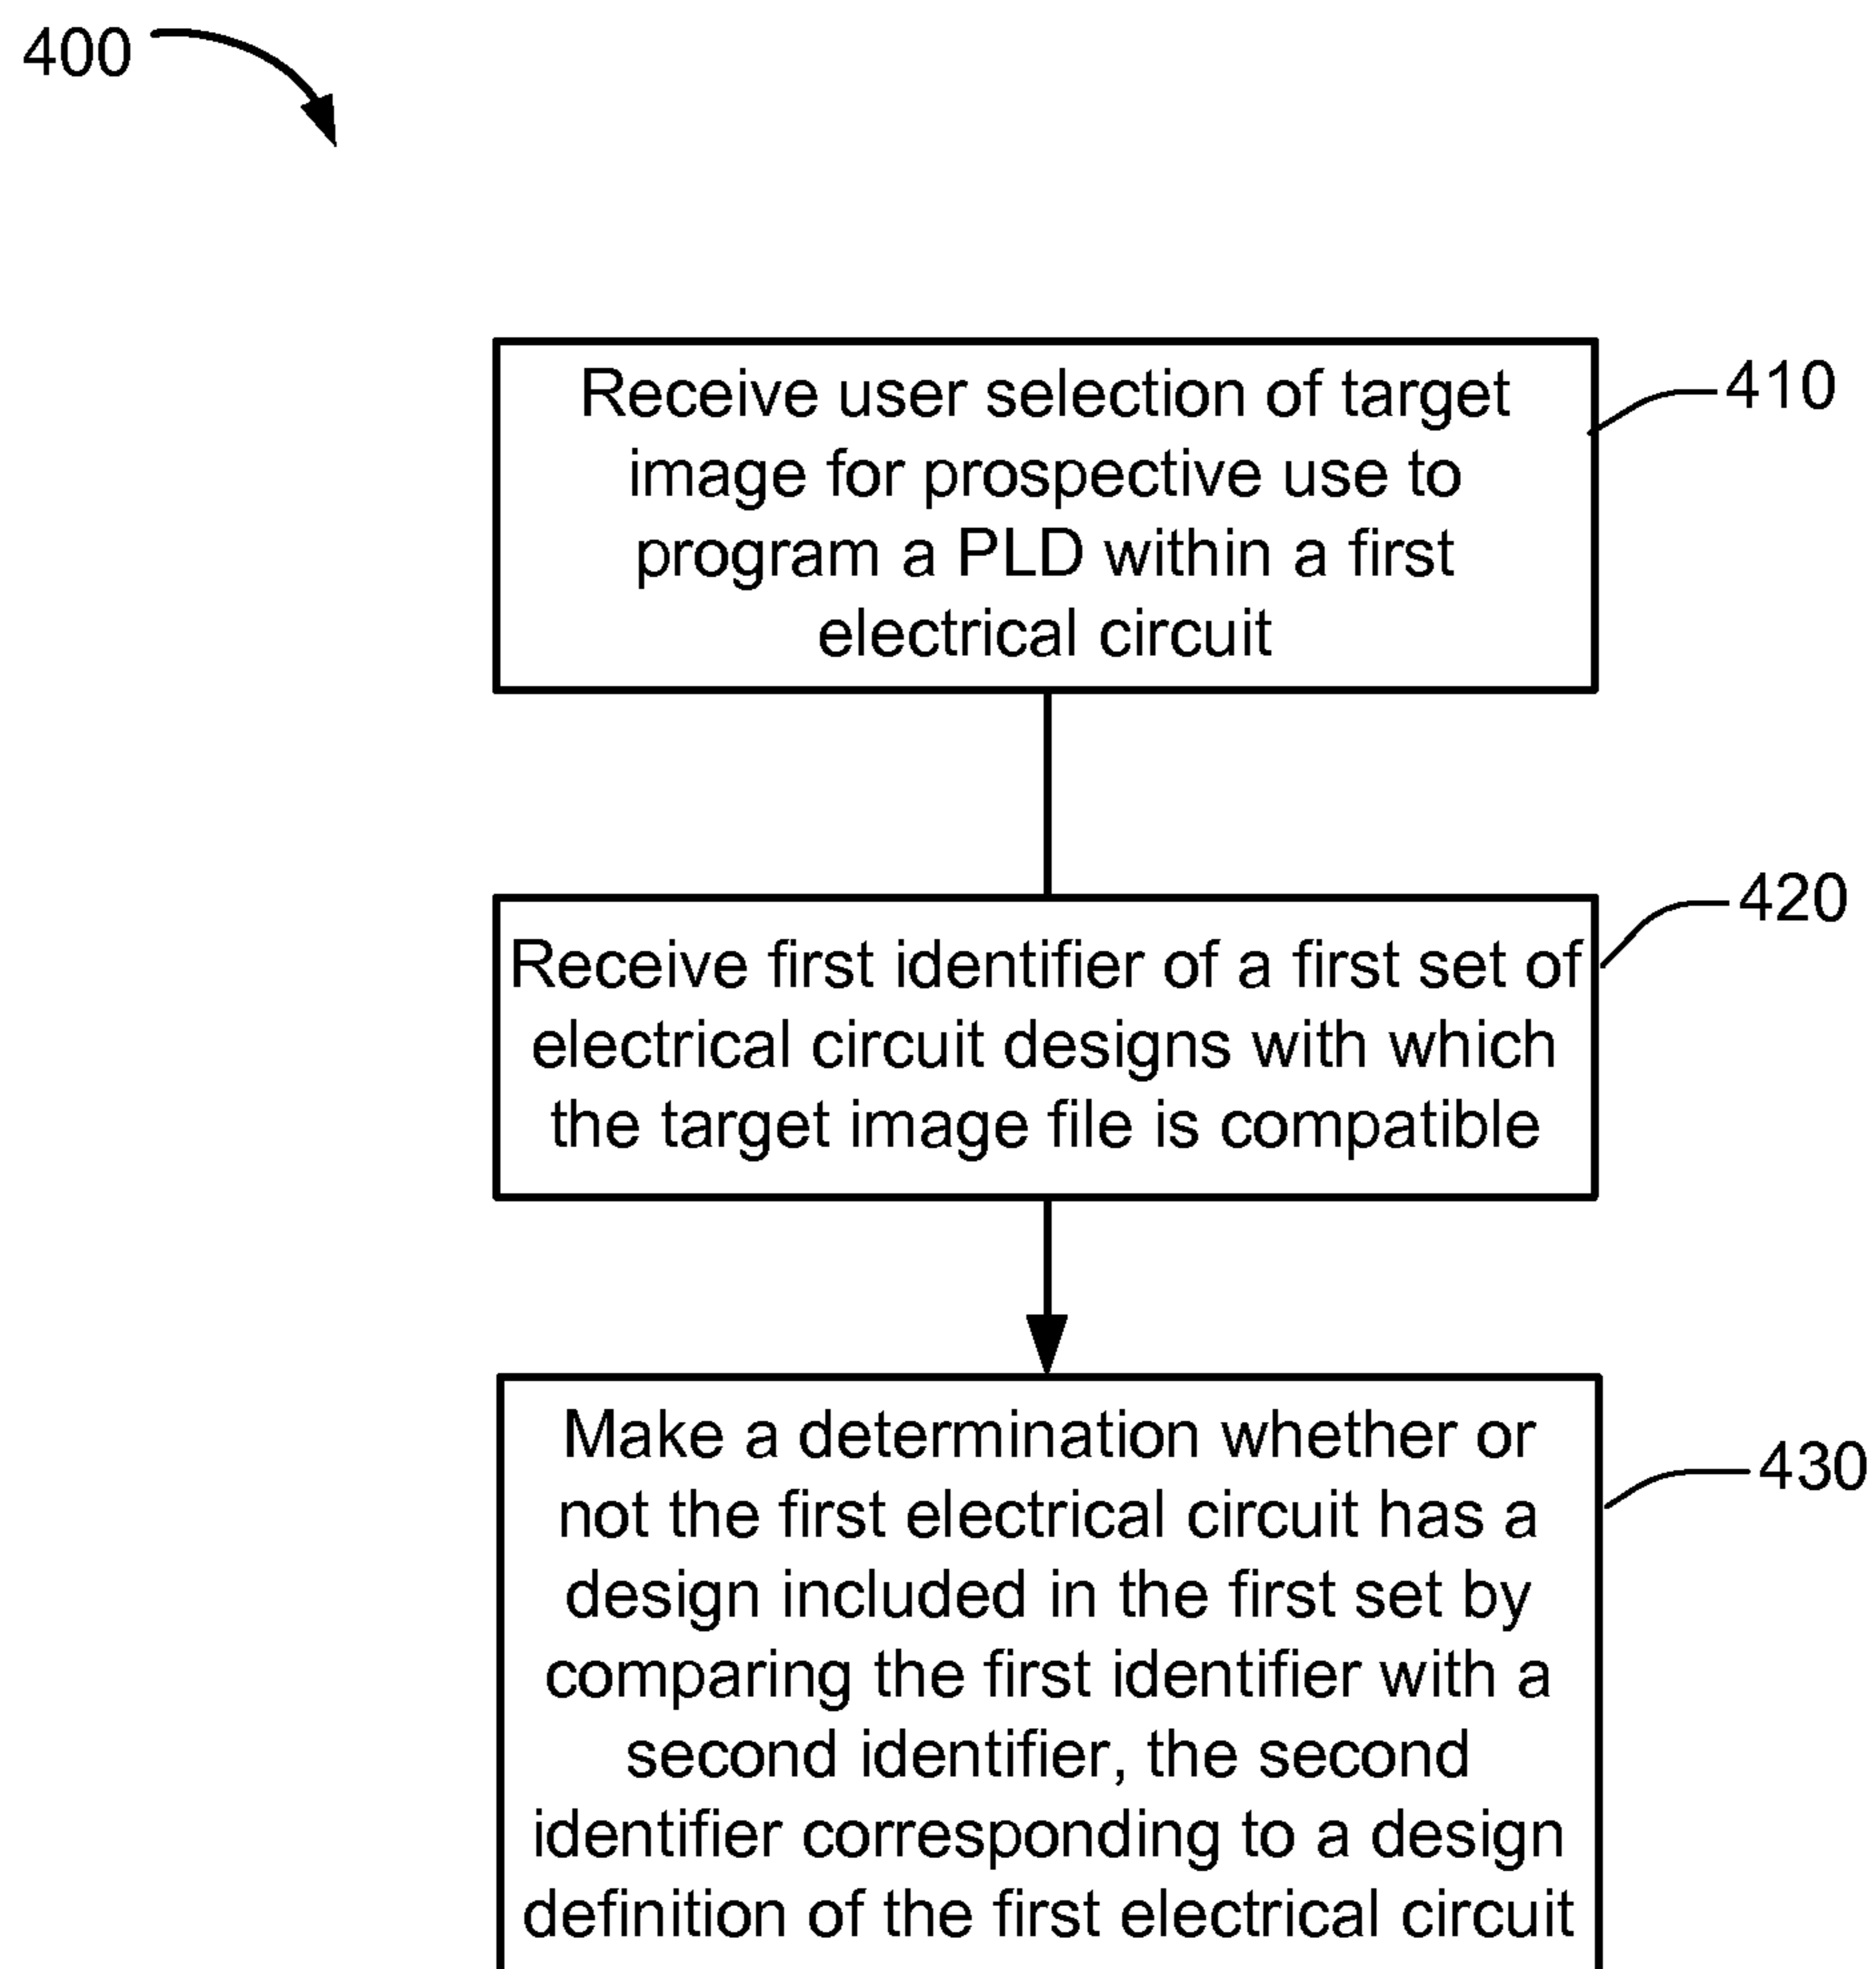 400
Receive user selection of target
image for prospective use to
program a PLD within a first
electrical circuit
410
Receive first identifier of a first set of
electrical circuit designs with which
the target image file is compatible
420
Make a determination whether or
not the first electrical circuit has a
design included in the first set by
comparing the first identifier with a
second identifier, the second
identifier corresponding to a design
definition of the first electrical circuit
430